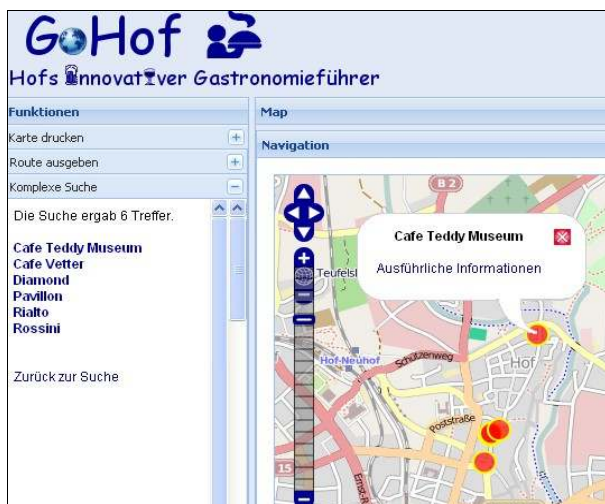 GoHof
Hofs Innovativer Gastronomieführer
Funktionen
Karte drucken
Route ausgeben
Komplexe Suche
Die Suche ergab 6 Treffer.
Cafe Teddy Museum
Cafe Vetter
Diamond
Pavillon
Rialto
Rossini
Zurück zur Suche
Map
Navigation
B 2
Cafe Teddy Museum
Ausführliche Informationen
Hof-Neuhof
Schützenweg
Hof
Poststraße
15